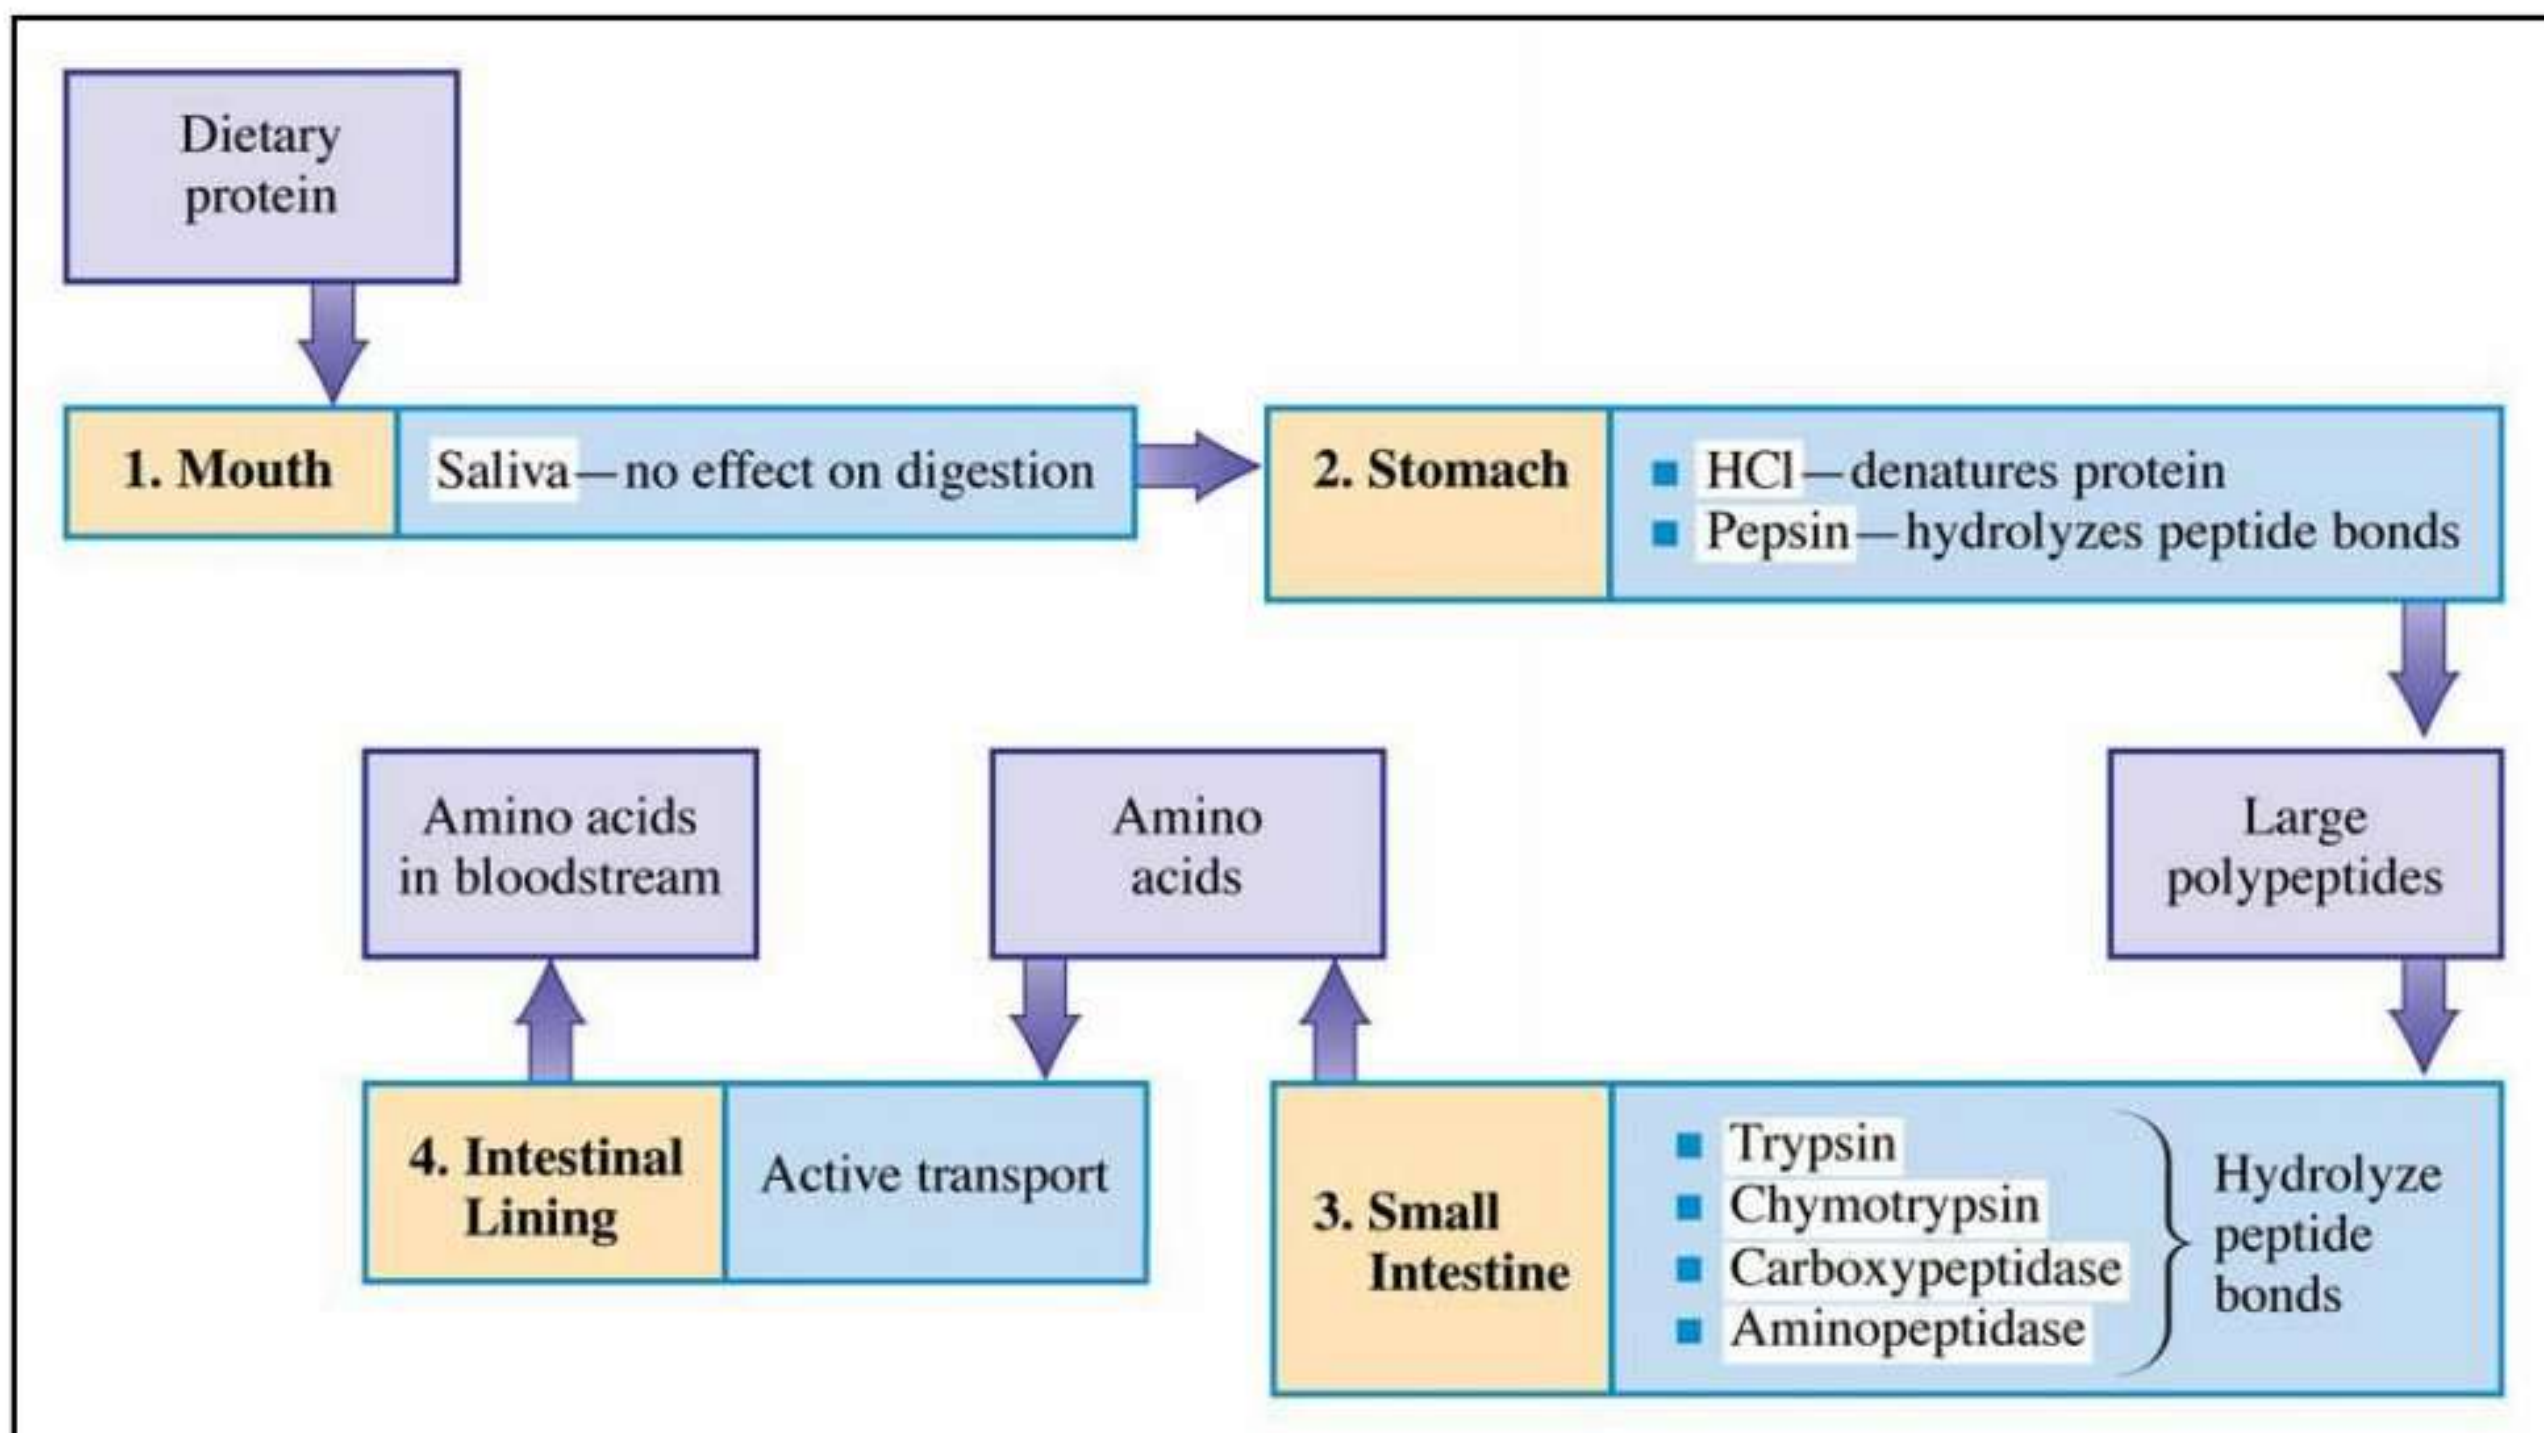 Dietary
protein
1. Mouth
Saliva—no effect on digestion
2. Stomach
HCl—denatures protein
Pepsin—hydrolyzes peptide bonds
Large
polypeptides
3. Small
Intestine
Trypsin
Chymotrypsin
Carboxypeptidase
Aminopeptidase
Hydrolyze
peptide
bonds
Amino
acids
4. Intestinal
Lining
Active transport
Amino acids
in bloodstream